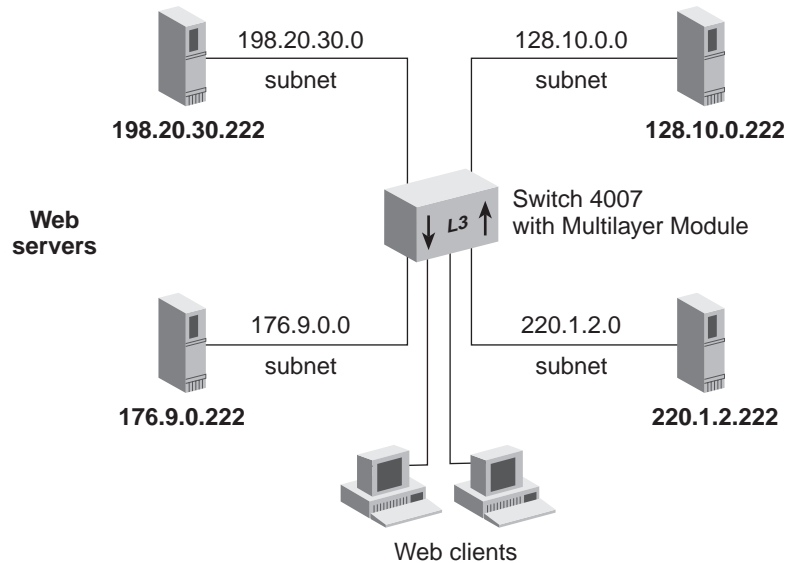 198.20.30.0
subnet
128.10.0.0
subnet
198.20.30.222
128.10.0.222
Web
servers
L3
Switch 4007
with Multilayer Module
176.9.0.0
subnet
220.1.2.0
subnet
176.9.0.222
220.1.2.222
Web clients